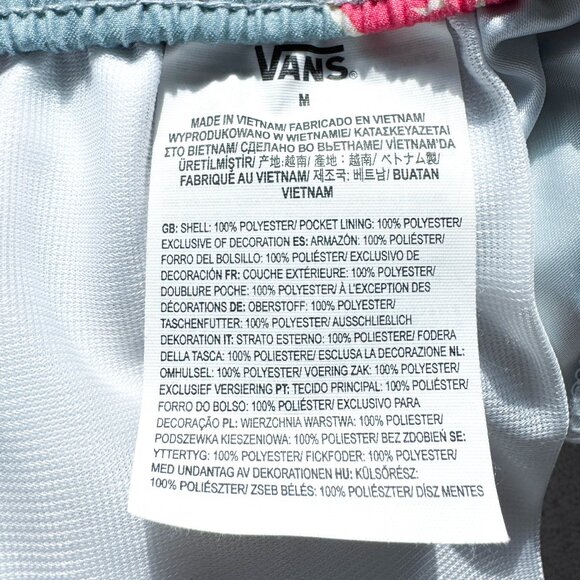 VANS®
M
MADE IN VIETNAM/ FABRICADO EN VIETNAM/
WYPRODUKOWANO W WIETNAMIE/ ΚΑΤΑΣΚΕΥΑΖΕΤΑΙ
ΣΤΟ ΒΙΕΤΝΑΜ/ СДЕЛАНО ВО ВЬЕТНАМЕ/ VİETNAM'DA
ÜRETİLMİŞTİR/ 产地:越南/ 產地：越南/ ベトナム製/
FABRIQUÉ AU VIETNAM/ 제조국: 베트남/ BUATAN
VIETNAM
GB: SHELL: 100% POLYESTER/ POCKET LINING: 100% POLYESTER/
EXCLUSIVE OF DECORATION ES: ARMAZÓN: 100% POLIÉSTER/
FORRO DEL BOLSILLO: 100% POLIÉSTER/ EXCLUSIVO DE
DECORACIÓN FR: COUCHE EXTÉRIEURE: 100% POLYESTER/
DOUBLURE POCHE: 100% POLYESTER/ À L'EXCEPTION DES
DÉCORATIONS DE: OBERSTOFF: 100% POLYESTER/
TASCHENFUTTER: 100% POLYESTER/ AUSSCHLIEßLICH
DEKORATION IT: STRATO ESTERNO: 100% POLIESTERE/ FODERA
DELLA TASCA: 100% POLIESTERE/ ESCLUSA LA DECORAZIONE NL:
OMHULSEL: 100% POLYESTER/ VOERING ZAK: 100% POLYESTER/
EXCLUSIEF VERSIERING PT: TECIDO PRINCIPAL: 100% POLIÉSTER/
FORRO DO BOLSO: 100% POLIÉSTER/ EXCLUSIVO PARA
DECORAÇÃO PL: WIERZCHNIA WARSTWA: 100% POLIESTER/
PODSZEWKA KIESZENIOWA: 100% POLIESTER/ BEZ ZDOBIEŃ SE:
YTTERTYG: 100% POLYESTER/ FICKFODER: 100% POLYESTER/
MED UNDANTAG AV DEKORATIONEN HU: KÜLSŐRÉSZ:
100% POLIÉSZTER/ ZSEB BÉLÉS: 100% POLIÉSZTER/ DÍSZ MENTES